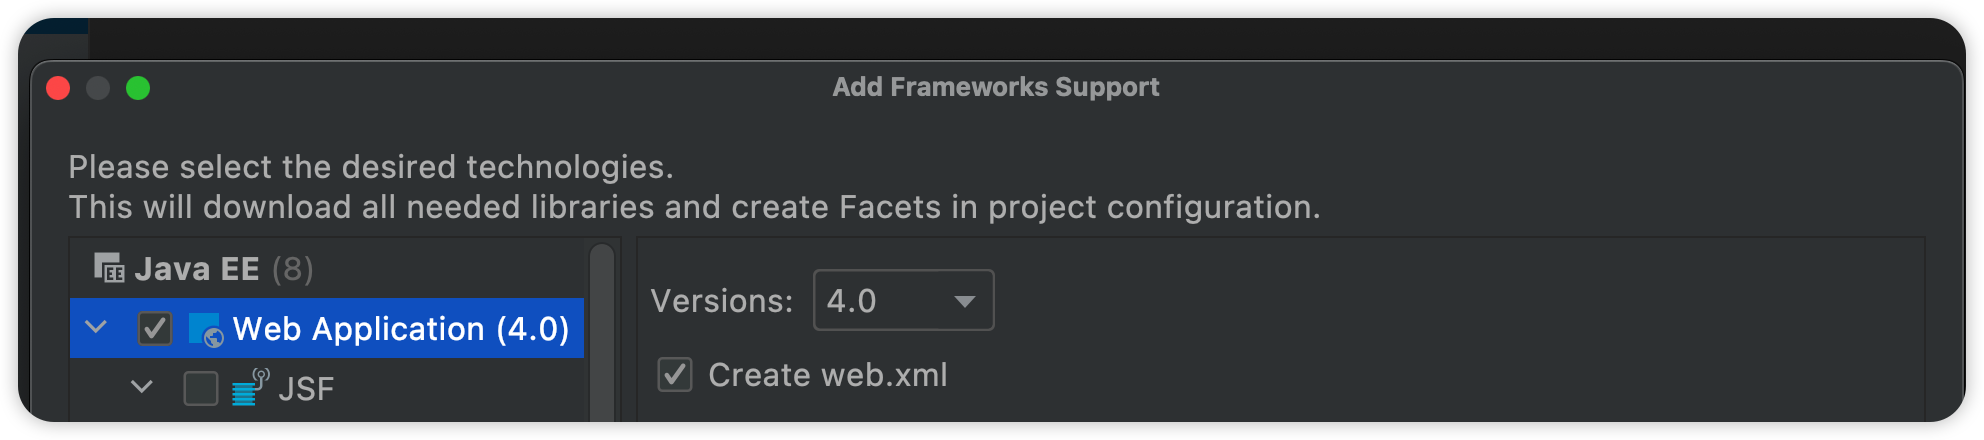 Add Frameworks Support
Please select the desired technologies.
This will download all needed libraries and create Facets in project configuration.
Java EE (8)
Web Application (4.0)
JSF
Versions: 4.0
Create web.xml